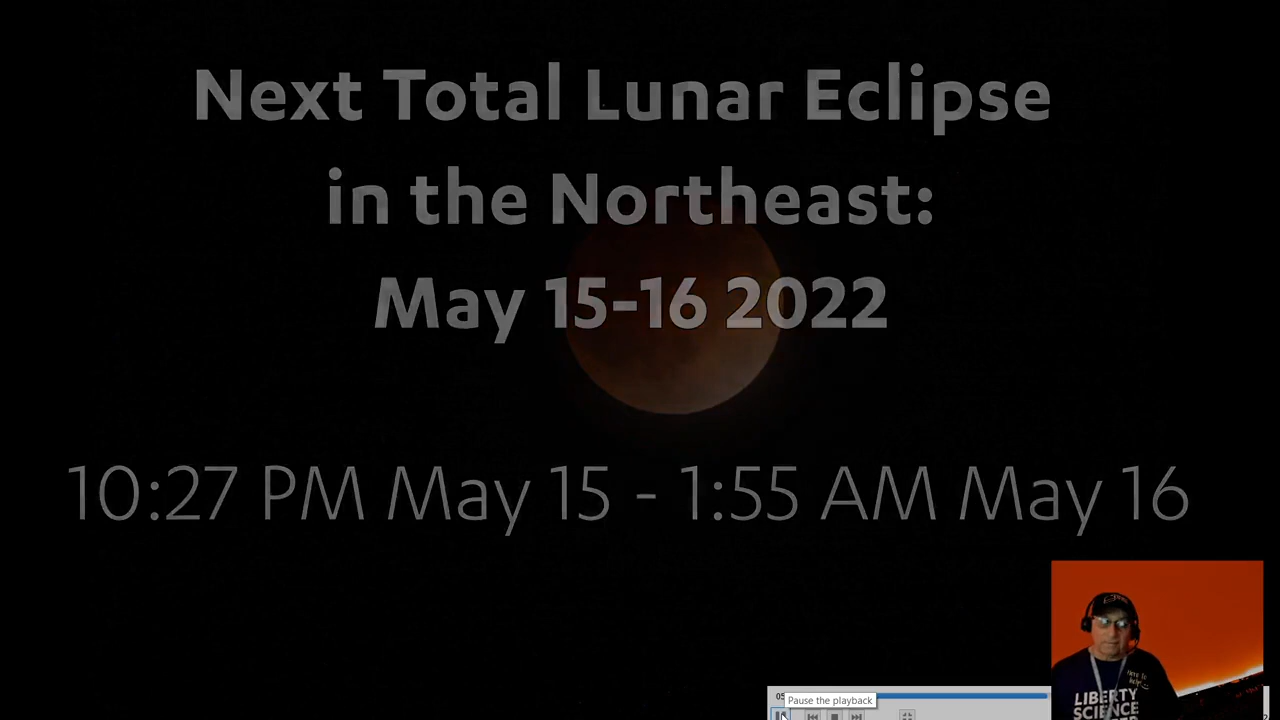 Next Total Lunar Eclipse
in the Northeast:
May 15-16 2022
10:27 PM May 15 - 1:55 AM May 16
Pause the playback
LIBERTY
SCIENCE